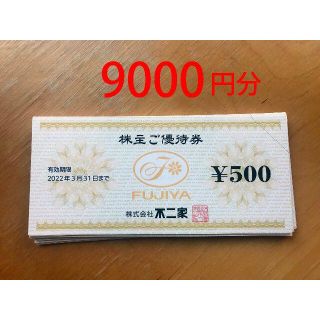 9000円分
株主ご優待券
有効期限
2022年3月31日まで
FUJIYA
¥500
株式会社 不二家